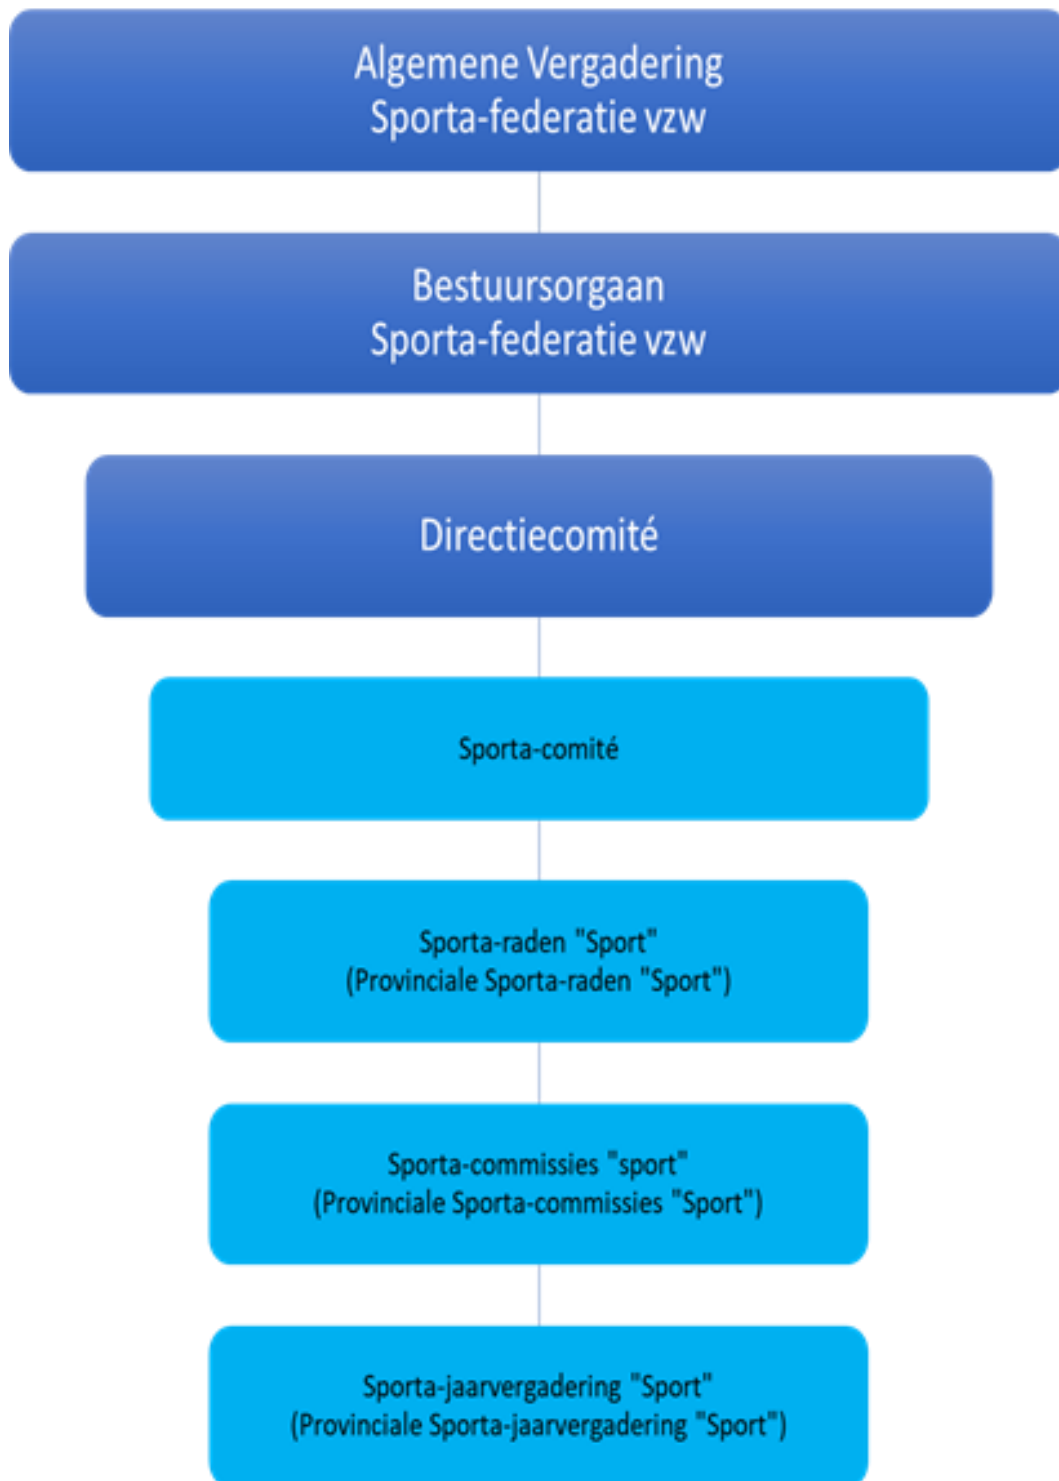 Algemene Vergadering
Sporta-federatie vzw
Bestuursorgaan
Sporta-federatie vzw
Directiecomité
Sporta-comité
Sporta-raden "Sport"
(Provinciale Sporta-raden "Sport")
Sporta-commissies "sport"
(Provinciale Sporta-commissies "Sport")
Sporta-jaarvergadering "Sport"
(Provinciale Sporta-jaarvergadering "Sport")